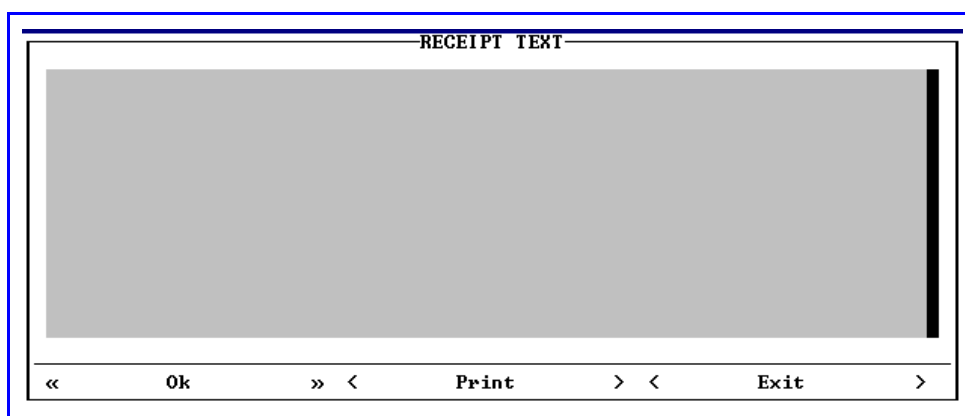 RECEIPT TEXT
« Ok » < Print > < Exit >